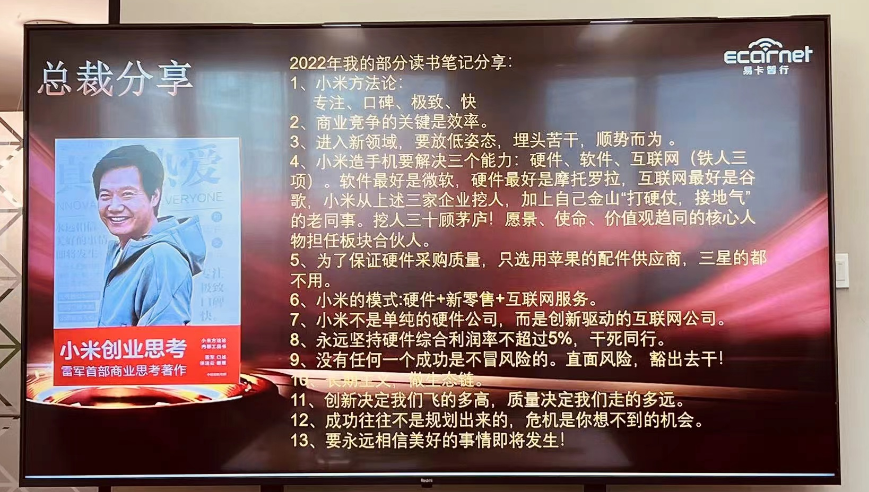 总裁分享
ecarnet
易卡智行
2022年我的部分读书笔记分享：
1、小米方法论：
专注、口碑、极致、快
2、商业竞争的关键是效率。
3、进入新领域，要放低姿态，埋头苦干，顺势而为 。
4、小米造手机要解决三个能力：硬件、软件、互联网（铁人三
项）。软件最好是微软，硬件最好是摩托罗拉，互联网最好是谷
歌，小米从上述三家企业挖人，加上自己金山“打硬仗，接地气”
的老同事。挖人三十顾茅庐！愿景、使命、价值观趋同的核心人
物担任板块合伙人。
5、为了保证硬件采购质量，只选用苹果的配件供应商，三星的都
不用。
6、小米的模式:硬件+新零售+互联网服务。
7、小米不是单纯的硬件公司，而是创新驱动的互联网公司。
8、永远坚持硬件综合利润率不超过5%，干死同行。
9、没有任何一个成功是不冒风险的。直面风险，豁出去干！
10、长期主义，做生态链。
11、创新决定我们飞的多高，质量决定我们走的多远。
12、成功往往不是规划出来的，危机是你想不到的机会。
13、要永远相信美好的事情即将发生！
热爱
小米创业思考
雷军首部商业思考著作
Redmi